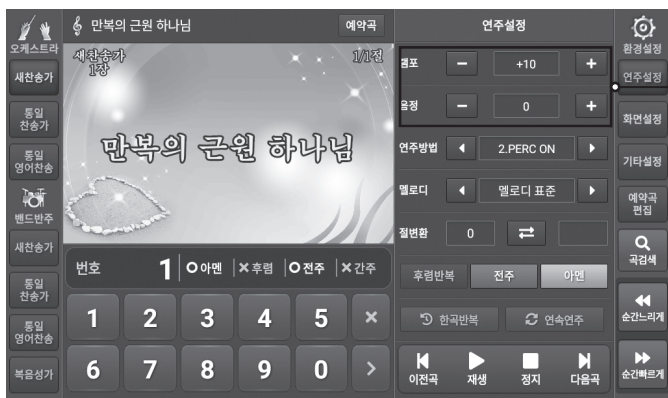 오케스트라
새찬송가
통일
찬송가
통일
영어찬송
밴드반주
새찬송가
통일
찬송가
통일
영어찬송
복음성가
만복의 근원 하나님
예약곡
새찬송가
1장
1/1절
만복의 근원 하나님
번호 1 O 아멘 × 후렴 O 전주 × 간주
1 2 3 4 5 ×
6 7 8 9 0 >
연주설정
템포 − +10 +
음정 − 0 +
연주방법 2.PERC ON
멜로디 멜로디 표준
절변환 0
후렴반복 전주 아멘
한곡반복 연속연주
이전곡 재생 정지 다음곡
환경설정
연주설정
화면설정
기타설정
예약곡
편집
곡검색
순간느리게
순간빠르게